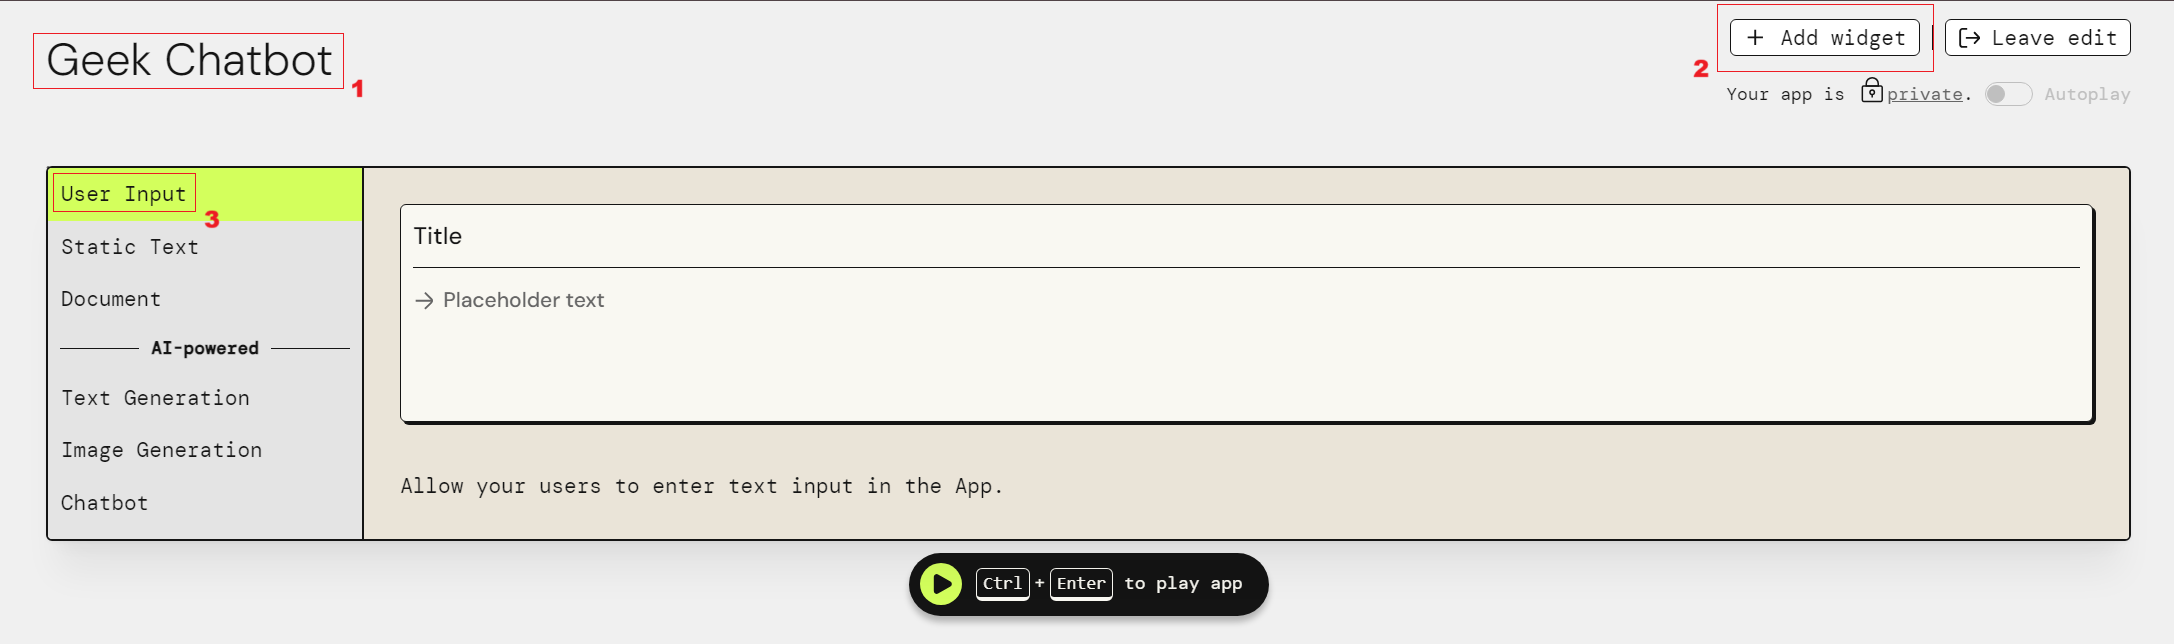 Geek Chatbot
1
+ Add widget
Leave edit
2
Your app is private.
Autoplay
User Input
3
Static Text
Document
AI-powered
Text Generation
Image Generation
Chatbot
Title
→ Placeholder text
Allow your users to enter text input in the App.
Ctrl + Enter to play app